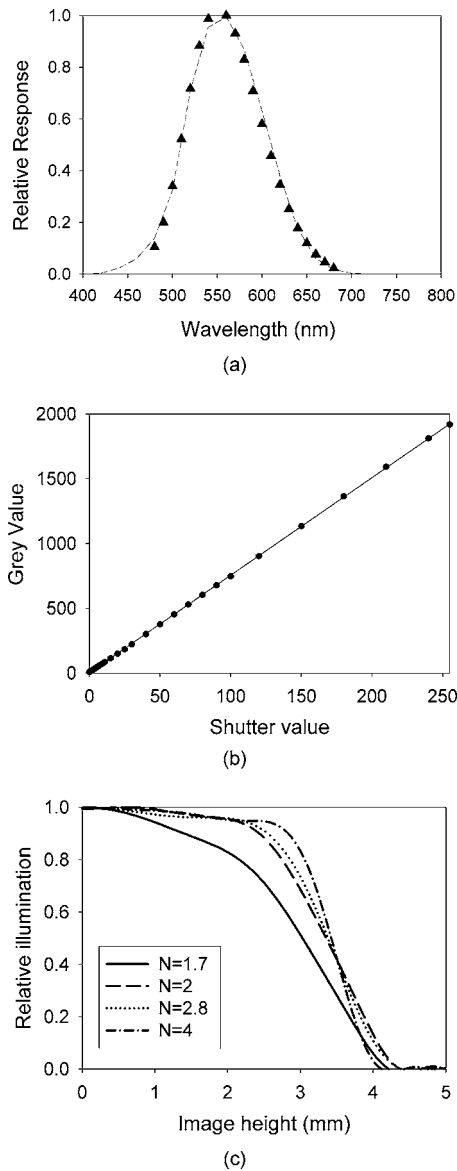 1.0
0.8
0.6
0.4
0.2
0.0
Relative Response
400 450 500 550 600 650 700 750 800
Wavelength (nm)
(a)
2000
1500
1000
500
0
Grey Value
0 50 100 150 200 250
Shutter value
(b)
1.0
0.8
0.6
0.4
0.2
0.0
Relative illumination
N=1.7
N=2
N=2.8
N=4
0 1 2 3 4 5
Image height (mm)
(c)